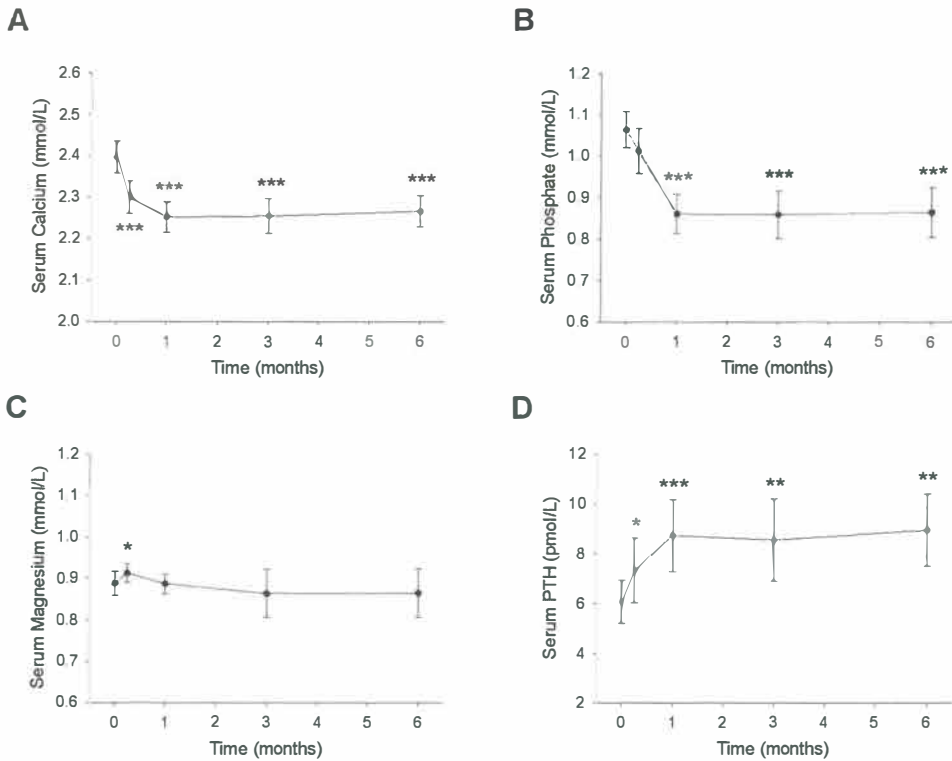 A
Serum Calcium (mmol/L)
2.6
2.5
2.4
2.3
2.2
2.1
2.0
***
***
***
***
0 1 2 3 4 5 6
Time (months)
B
Serum Phosphate (mmol/L)
1.2
1.1
1.0
0.9
0.8
0 7
0.6
***
***
***
0 1 2 3 4 5 6
Time (months)
C
Serum Magnesium (mmol/L)
1.2
1.1
1.0
0.9
0.8
0.7
0.6
*
0 1 2 3 4 5 6
Time (months)
D
Serum PTH (pmol/L)
12
10
8
6
4
2
*
***
**
**
0 1 2 3 4 5 6
Time (months)